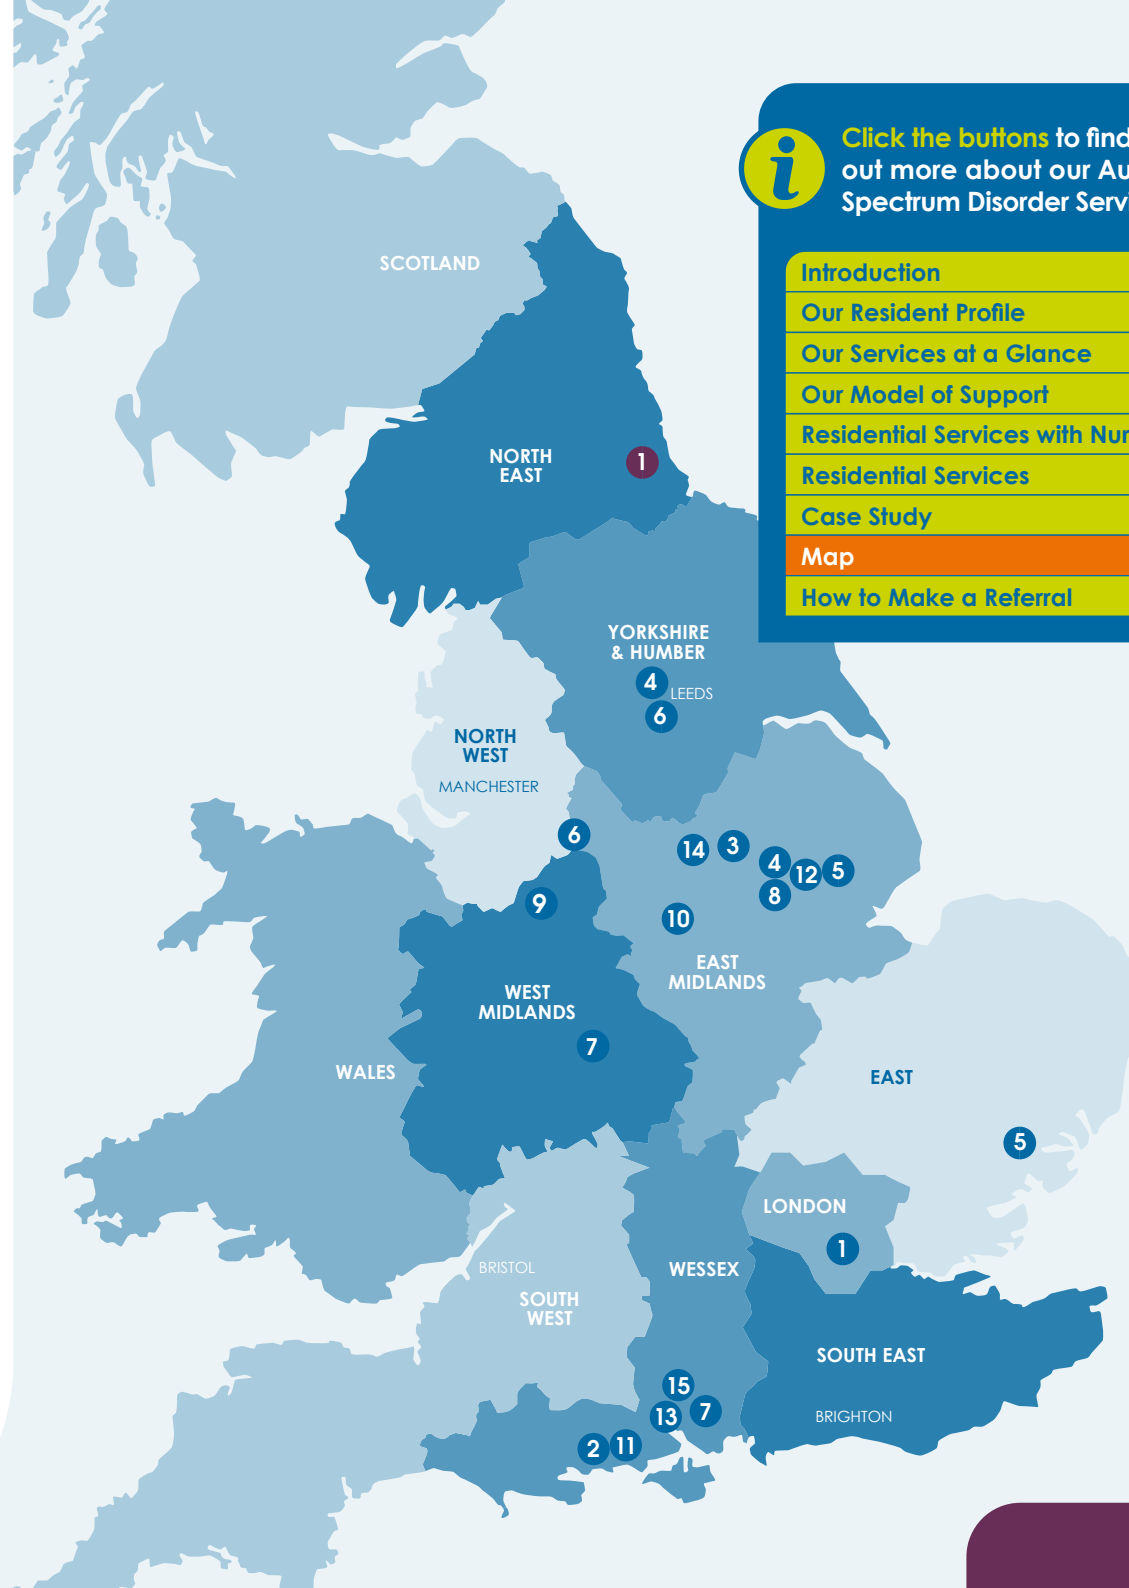 Click the buttons to find
out more about our
Spectrum Disorder
Introduction
Our Resident Profile
Our Services at a Glance
Our Model of Support
Residential Services with
Residential Services
Case Study
Map
How to Make a Referral
SCOTLAND
NORTH
EAST
1
YORKSHIRE
& HUMBER
4
LEEDS
6
NORTH
WEST
MANCHESTER
6
14
3
4
12
5
8
9
10
EAST
MIDLANDS
WEST
MIDLANDS
7
WALES
EAST
5
LONDON
1
BRISTOL
SOUTH
WEST
WESSEX
SOUTH EAST
BRIGHTON
15
13
7
2
11